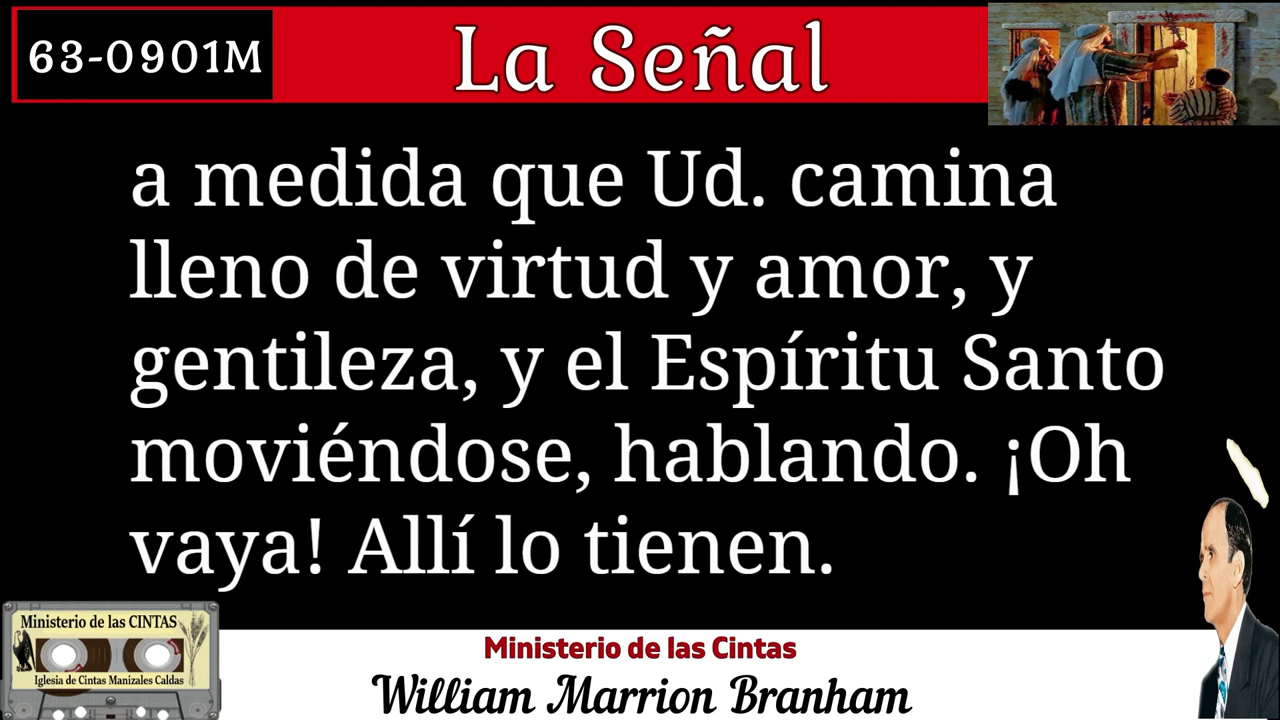 63-0901M
La Señal
a medida que Ud. camina
lleno de virtud y amor, y
gentileza, y el Espíritu Santo
moviéndose, hablando. ¡Oh
vaya! Allí lo tienen.
Ministerio de las CINTAS
Iglesia de Cintas Manizales Caldas
Ministerio de las Cintas
William Marrion Branham